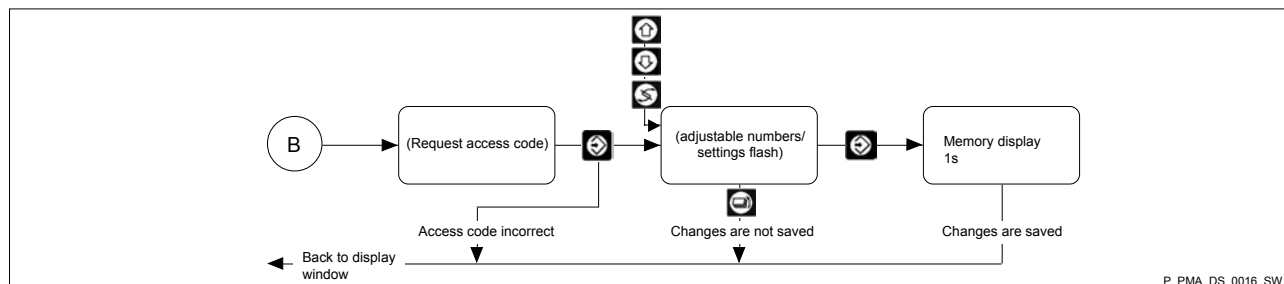 B
(Request access code)
(adjustable numbers/
settings flash)
Memory display
1s
Access code incorrect
Changes are not saved
Changes are saved
Back to display
window
P_PMA_DS_0016_SW